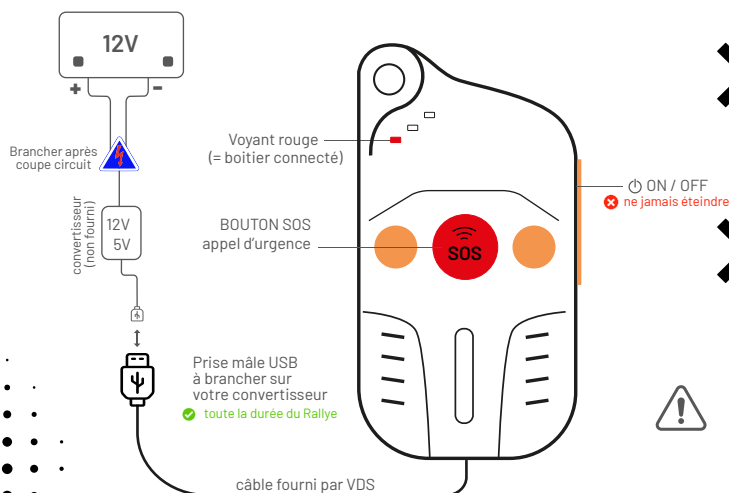 12V
+ -
Brancher après
coupe circuit
convertisseur
(non fourni)
12V
5V
Voyant rouge
(= boitier connecté)
BOUTON SOS
appel d'urgence
SOS
ON / OFF
ne jamais éteindre
Prise mâle USB
à brancher sur
votre convertisseur
toute la durée du Rallye
câble fourni par VDS